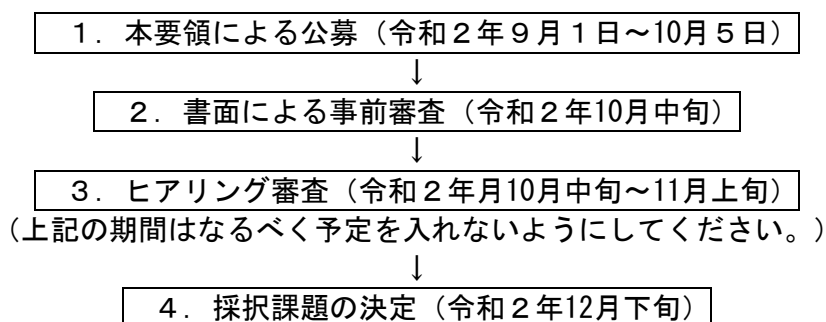 １．本要領による公募（令和２年９月１日～10月５日）
↓
２．書面による事前審査（令和２年10月中旬）
↓
３．ヒアリング審査（令和２年月10月中旬～11月上旬）
（上記の期間はなるべく予定を入れないようにしてください。）
↓
４．採択課題の決定（令和２年12月下旬）